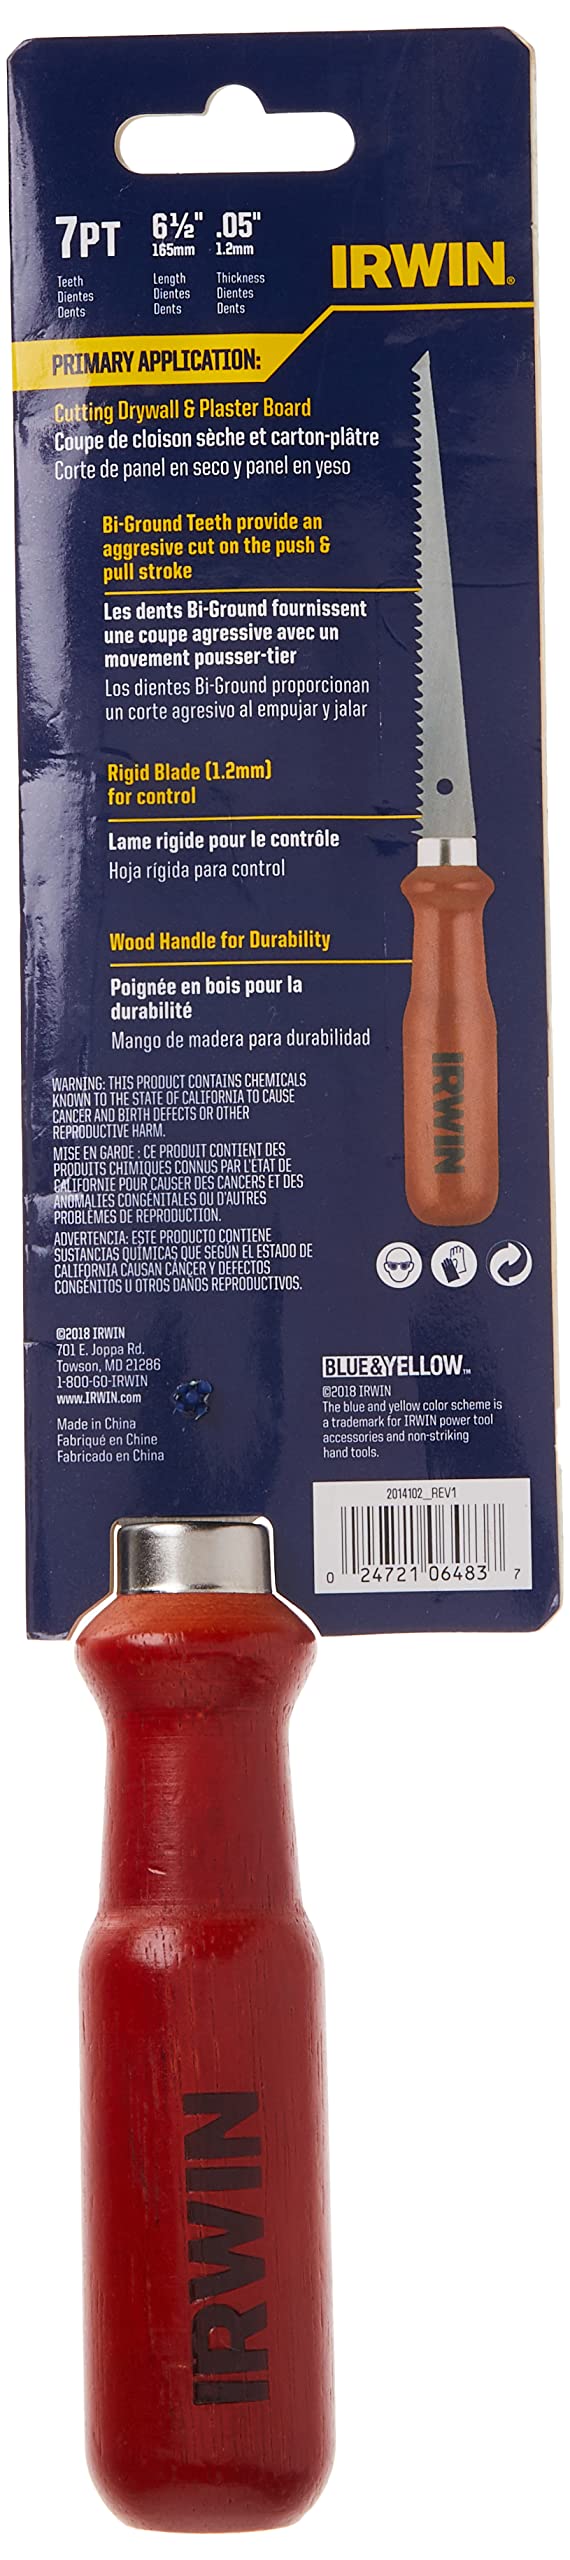 7PT
Teeth
Dientes
Dents
6½"
165mm
Length
Dientes
Dents
.05"
1.2mm
Thickness
Dientes
Dents
IRWIN®
PRIMARY APPLICATION:
Cutting Drywall & Plaster Board
Coupe de cloison sèche et carton-plâtre
Corte de panel en seco y panel en yeso
Bi-Ground Teeth provide an
aggresive cut on the push &
pull stroke
Les dents Bi-Ground fournissent
une coupe agressive avec un
movement pousser-tier
Los dientes Bi-Ground proporcionan
un corte agresivo al empujar y jalar
Rigid Blade (1.2mm)
for control
Lame rigide pour le contrôle
Hoja rígida para control
Wood Handle for Durability
Poignée en bois pour la
durabilité
Mango de madera para durabilidad
IRWIN
WARNING: THIS PRODUCT CONTAINS CHEMICALS
KNOWN TO THE STATE OF CALIFORNIA TO CAUSE
CANCER AND BIRTH DEFECTS OR OTHER
REPRODUCTIVE HARM.
MISE EN GARDE : CE PRODUIT CONTIENT DES
PRODUITS CHIMIQUES CONNUS PAR L'ÉTAT DE
CALIFORNIE POUR CAUSER DES CANCERS ET DES
ANOMALIES CONGÉNITALES OU D'AUTRES
PROBLÈMES DE REPRODUCTION.
ADVERTENCIA: ESTE PRODUCTO CONTIENE
SUSTANCIAS QUÍMICAS QUE SEGÚN EL ESTADO DE
CALIFORNIA CAUSAN CÁNCER Y DEFECTOS
CONGÉNITOS U OTROS DAÑOS REPRODUCTIVOS.
©2018 IRWIN
701 E. Joppa Rd.
Towson, MD 21286
1-800-GO-IRWIN
www.IRWIN.com
Made in China
Fabriqué en Chine
Fabricado en China
BLUE&YELLOW™
©2018 IRWIN
The blue and yellow color scheme is
a trademark for IRWIN power tool
accessories and non-striking
hand tools.
2014102_REV1
0 24721 06483 7
IRWIN